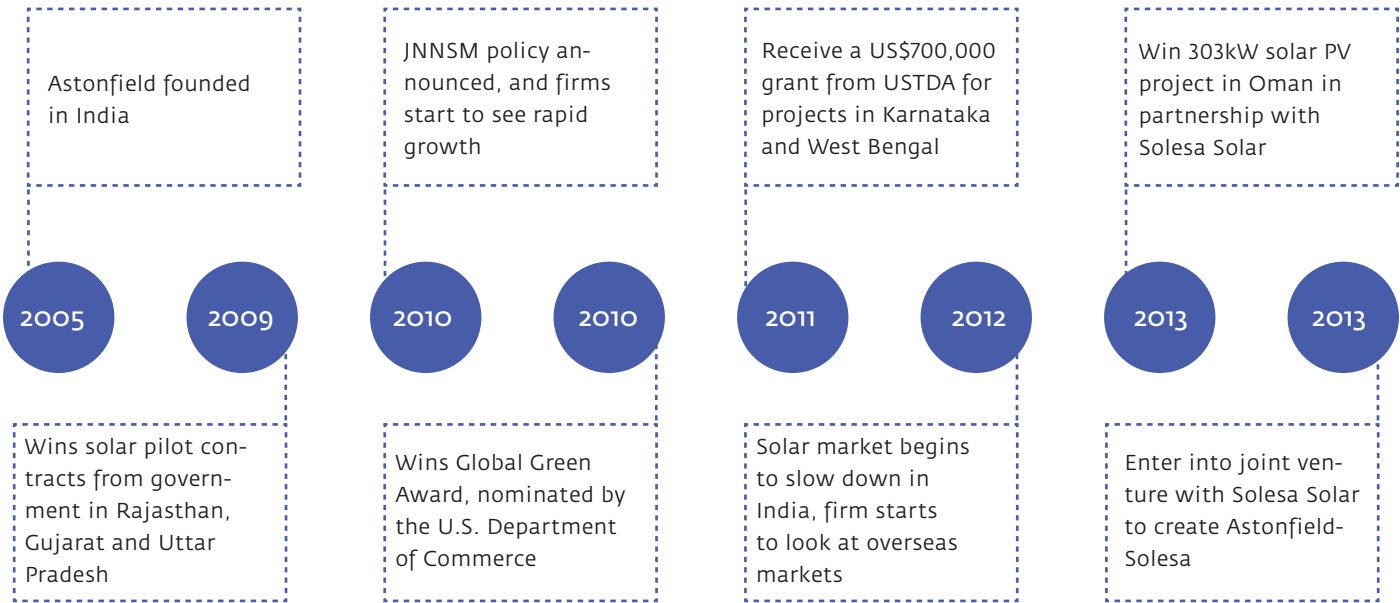 Astonfield founded
in India
JNNSM policy an-
nounced, and firms
start to see rapid
growth
Receive a US$700,000
grant from USTDA for
projects in Karnataka
and West Bengal
Win 303kW solar PV
project in Oman in
partnership with
Solesa Solar
2005
2009
2010
2010
2011
2012
2013
2013
Wins solar pilot con-
tracts from govern-
ment in Rajasthan,
Gujarat and Uttar
Pradesh
Wins Global Green
Award, nominated by
the U.S. Department
of Commerce
Solar market begins
to slow down in
India, firm starts
to look at overseas
markets
Enter into joint ven-
ture with Solesa Solar
to create Astonfield-
Solesa